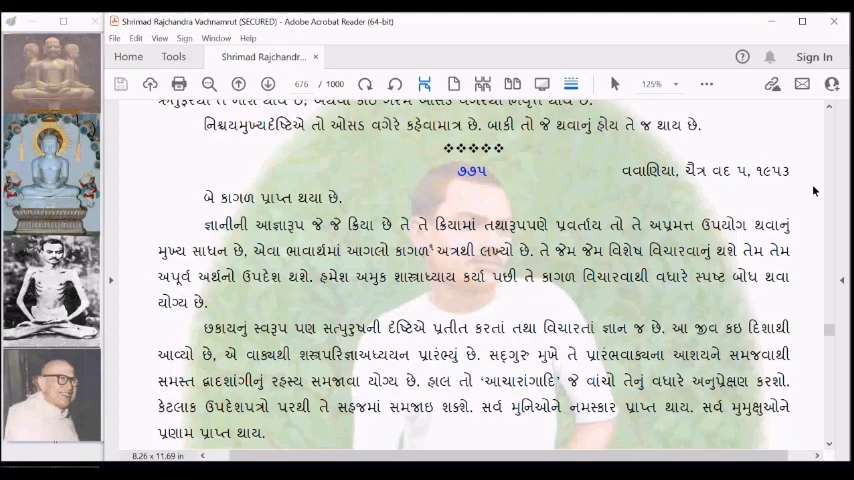 Shrimad Rajchandra Vachnamrut (SECURED) - Adobe Acrobat Reader (64-bit)
File Edit View Sign Window Help
Home Tools Shrimad Rajchandr... × Sign In
676 / 1000 125%
નિશ્ચયમુખ્યદૃષ્ટિએ તો ઓસડ વગેરે કહેવામાત્ર છે. બાકી તો જે થવાનું હોય તે જ થાય છે.
૭૭૫ વવાણિયા, ચૈત્ર વદ ૫, ૧૯૫૩
બે કાગળ પ્રાપ્ત થયા છે.
જ્ઞાનીની આજ્ઞારૂપ જે જે ક્રિયા છે તે તે ક્રિયામાં તથારૂપપણે પ્રવર્તાય તો તે અપ્રમત્ત ઉપયોગ થવાનું
મુખ્ય સાધન છે, એવા ભાવાર્થમાં આગલો કાગળ અત્રથી લખ્યો છે. તે જેમ જેમ વિશેષ વિચારવાનું થશે તેમ તેમ
અપૂર્વ અર્થનો ઉપદેશ થશે. હમેશ અમુક શાસ્ત્રાધ્યાય કર્યા પછી તે કાગળ વિચારવાથી વધારે સ્પષ્ટ બોધ થવા
યોગ્ય છે.
છકાયનું સ્વરૂપ પણ સત્પુરુષની દૃષ્ટિએ પ્રતીત કરતાં તથા વિચારતાં જ્ઞાન જ છે. આ જીવ કઇ દિશાથી
આવ્યો છે, એ વાક્યથી શસ્ત્રપરિજ્ઞાઅધ્યયન પ્રારંભ્યું છે. સદ્ગુરુ મુખે તે પ્રારંભવાક્યના આશયને સમજવાથી
સમસ્ત દ્વાદશાંગીનું રહસ્ય સમજાવા યોગ્ય છે. હાલ તો 'આચારાંગાદિ' જે વાંચો તેનું વધારે અનુપ્રેક્ષણ કરશો.
કેટલાક ઉપદેશપત્રો પરથી તે સહજમાં સમજાઇ શકશે. સર્વ મુનિઓને નમસ્કાર પ્રાપ્ત થાય. સર્વ મુમુક્ષુઓને
પ્રણામ પ્રાપ્ત થાય.
8.26 x 11.69 in